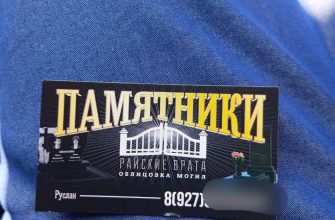 ПАМЯТНИКИ
РАЙСКИЕ ВРАТА
ОБЛИЦОВКА МОГИЛ
Руслан 8(927)